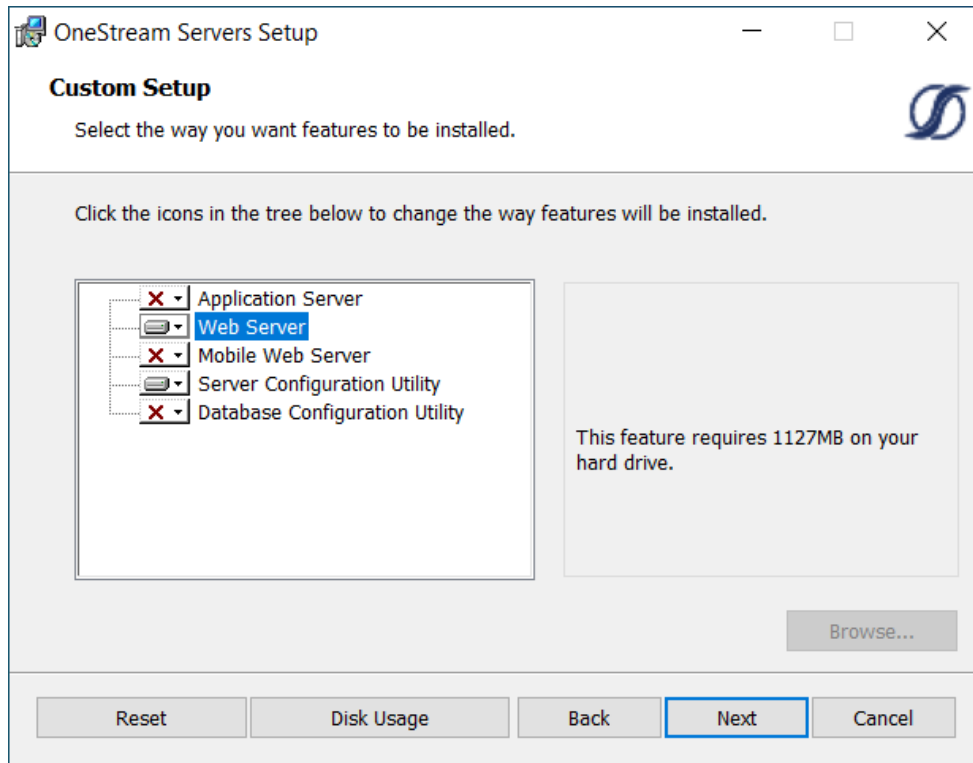 OneStream Servers Setup
Custom Setup
Select the way you want features to be installed.
Click the icons in the tree below to change the way features will be installed.
Application Server
Web Server
Mobile Web Server
Server Configuration Utility
Database Configuration Utility
This feature requires 1127MB on your
hard drive.
Browse...
Reset
Disk Usage
Back
Next
Cancel